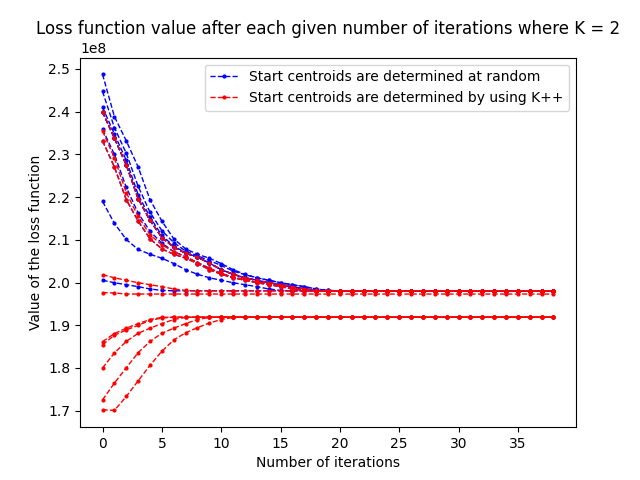 Loss function value after each given number of iterations where K = 2
1e8
2.5
2.4
2.3
2.2
2.1
2.0
1.9
1.8
1.7
Value of the loss function
Start centroids are determined at random
Start centroids are determined by using K++
0 5 10 15 20 25 30 35
Number of iterations